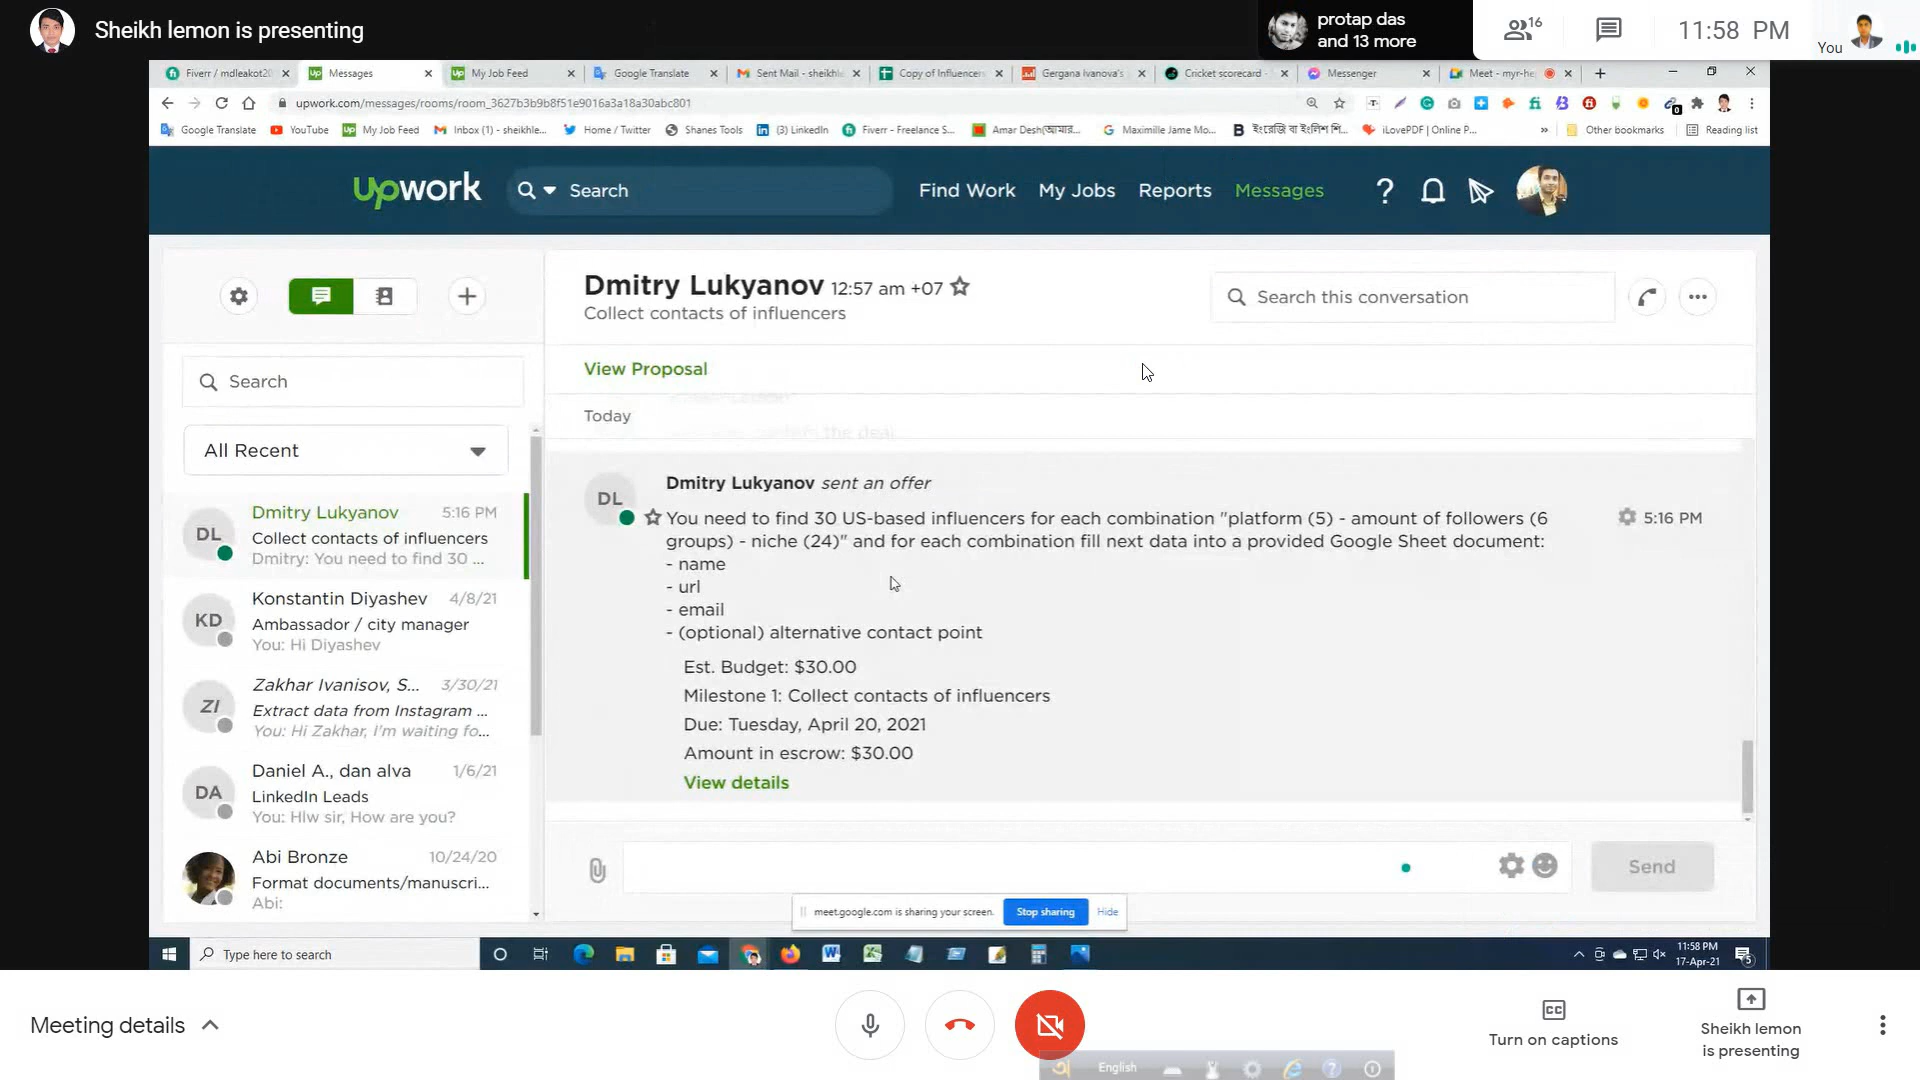 Sheikh lemon is presenting
protap das
and 13 more
16
11:58 PM
You
Fiverr / mdleakot20
Messages
My Job Feed
Google Translate
Sent Mail - sheikhle
Copy of Influencers
Gergana Ivanova's
Cricket scorecard -
Messenger
Meet - myr-he
upwork.com/messages/rooms/room_3627b3b9b8f51e9016a3a18a30abc801
Google Translate
YouTube
My Job Feed
Inbox (1) - sheikhle...
Home / Twitter
Shanes Tools
(3) LinkedIn
Fiverr - Freelance S...
Amar Desh(আমার...
Maximille Jame Mo...
ইংরেজি বা ইংলিশ শি...
iLovePDF | Online P...
Other bookmarks
Reading list
upwork
Search
Find Work
My Jobs
Reports
Messages
Dmitry Lukyanov 12:57 am +07
Collect contacts of influencers
Search this conversation
View Proposal
Today
the deal
Search
All Recent
DL
Dmitry Lukyanov 5:16 PM
Collect contacts of influencers
Dmitry: You need to find 30 ...
KD
Konstantin Diyashev 4/8/21
Ambassador / city manager
You: Hi Diyashev
ZI
Zakhar Ivanisov, S... 3/30/21
Extract data from Instagram ...
You: Hi Zakhar, I'm waiting fo...
DA
Daniel A., dan alva 1/6/21
LinkedIn Leads
You: HIw sir, How are you?
Abi Bronze 10/24/20
Format documents/manuscri...
Abi:
DL
Dmitry Lukyanov sent an offer
You need to find 30 US-based influencers for each combination "platform (5) - amount of followers (6
groups) - niche (24)" and for each combination fill next data into a provided Google Sheet document:
- name
- url
- email
- (optional) alternative contact point
5:16 PM
Est. Budget: $30.00
Milestone 1: Collect contacts of influencers
Due: Tuesday, April 20, 2021
Amount in escrow: $30.00
View details
Send
meet.google.com is sharing your screen.
Stop sharing
Hide
Type here to search
11:58 PM
17-Apr-21
5
Meeting details
Turn on captions
Sheikh lemon
is presenting
English